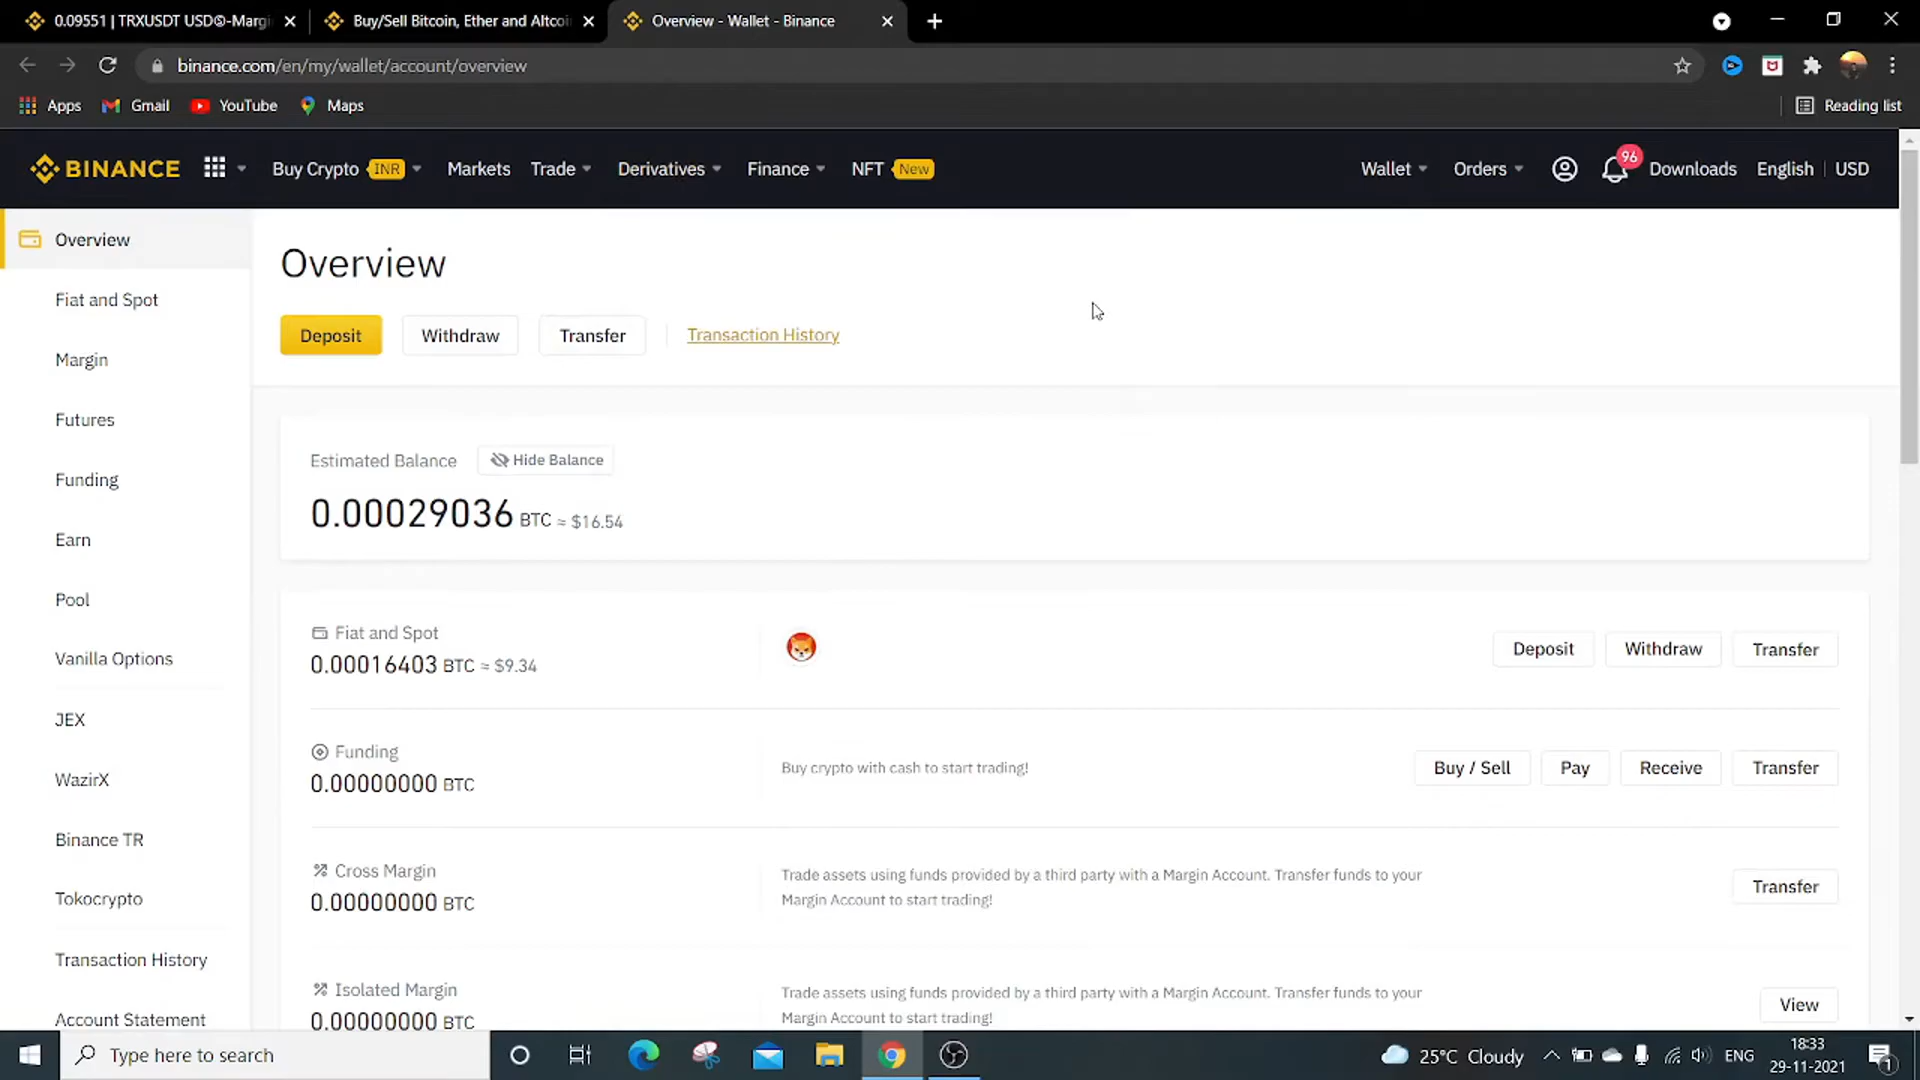 0.09551 | TRXUSDT USDⓈ-Marg
Buy/Sell Bitcoin, Ether and Altcoi
Overview - Wallet - Binance
binance.com/en/my/wallet/account/overview
Apps
Gmail
YouTube
Maps
Reading list
BINANCE
Buy Crypto INR
Markets
Trade
Derivatives
Finance
NFT New
Wallet
Orders
96
Downloads
English
USD
Overview
Fiat and Spot
Margin
Futures
Funding
Earn
Pool
Vanilla Options
JEX
WazirX
Binance TR
Tokocrypto
Transaction History
Account Statement
Overview
Deposit
Withdraw
Transfer
Transaction History
Estimated Balance
Hide Balance
0.00029036 BTC ≈ $16.54
Fiat and Spot
0.00016403 BTC ≈ $9.34
Deposit
Withdraw
Transfer
Funding
0.00000000 BTC
Buy crypto with cash to start trading!
Buy / Sell
Pay
Receive
Transfer
Cross Margin
0.00000000 BTC
Trade assets using funds provided by a third party with a Margin Account. Transfer funds to your
Margin Account to start trading!
Transfer
Isolated Margin
0.00000000 BTC
Trade assets using funds provided by a third party with a Margin Account. Transfer funds to your
Margin Account to start trading!
View
Type here to search
25°C Cloudy
ENG
18:33
29-11-2021
1